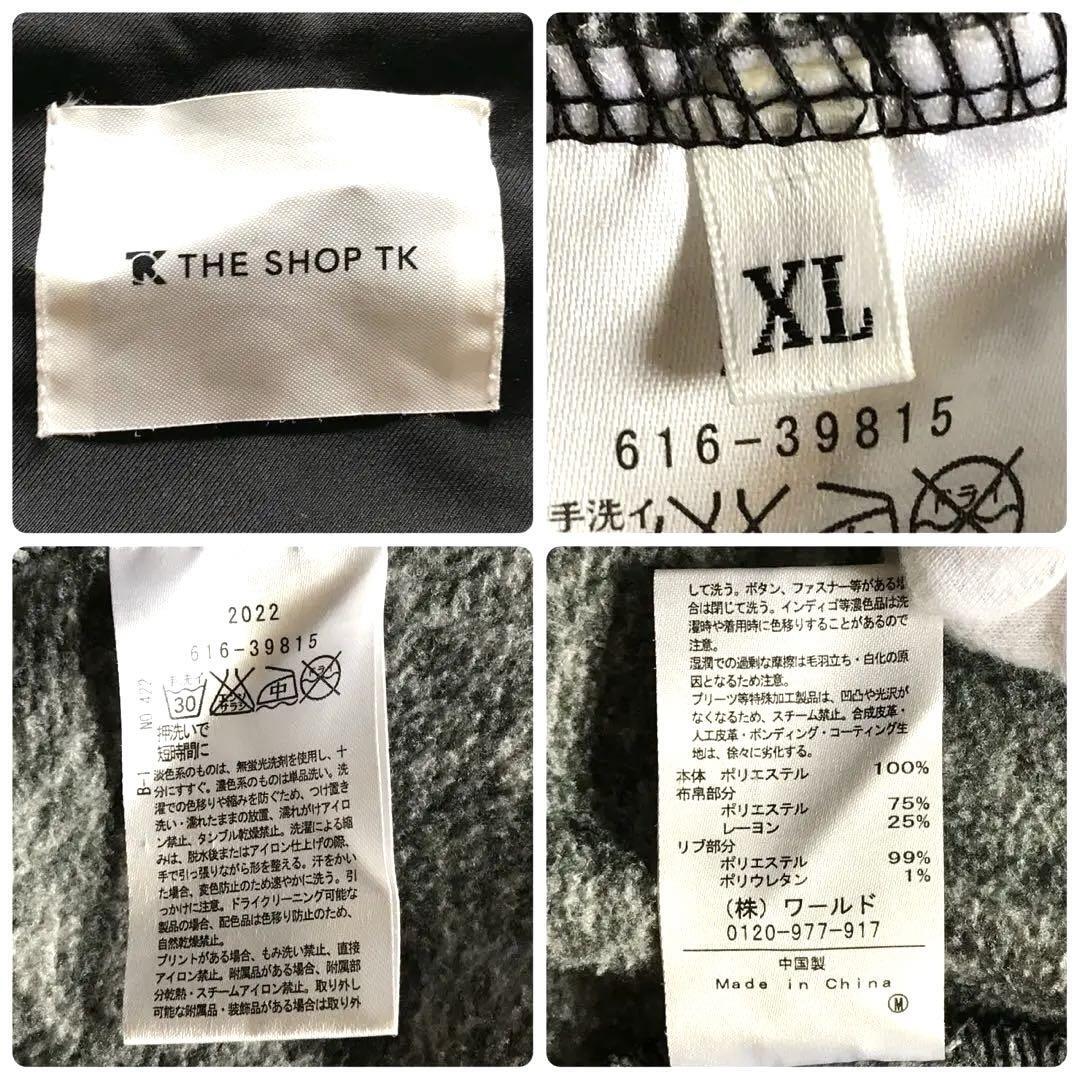 THE SHOP TK
XL
616-39815
手洗イ
ドライ
2022
616-39815
手洗イ
30
エンソ
サラシ
中
ドライ
押洗いで
短時間に
B-1 NO 422
淡色系のものは、無蛍光洗剤を使用し、十
分にすすぐ。濃色系のものは単品洗い。洗
濯での色移りや縮みを防ぐため、つけ置き
洗い・濡れたままの放置、濡れがけアイロ
ン禁止、タンブル乾燥禁止。洗濯による縮
みは、脱水後またはアイロン仕上げの際、
手で引っ張りながら形を整える。汗をかい
た場合、変色防止のため速やかに洗う。引
っかけに注意。ドライクリーニング可能な
製品の場合、配色品は色移り防止のため、
自然乾燥禁止。
プリントがある場合、もみ洗い禁止、直接
アイロン禁止。附属品がある場合、附属部
分乾熱・スチームアイロン禁止。取り外し
可能な附属品・装飾品がある場合は取り外
して洗う。ボタン、ファスナー等がある場
合は閉じて洗う。インディゴ等濃色品は洗
濯時や着用時に色移りすることがあるので
注意。
湿潤での過剰な摩擦は毛羽立ち・白化の原
因となるため注意。
プリーツ等特殊加工製品は、凹凸や光沢が
なくなるため、スチーム禁止。合成皮革・
人工皮革・ボンディング・コーティング生
地は、徐々に劣化する。
本体 ポリエステル 100%
布帛部分
ポリエステル 75%
レーヨン 25%
リブ部分
ポリエステル 99%
ポリウレタン 1%
(株) ワールド
0120-977-917
中国製
Made in China
M